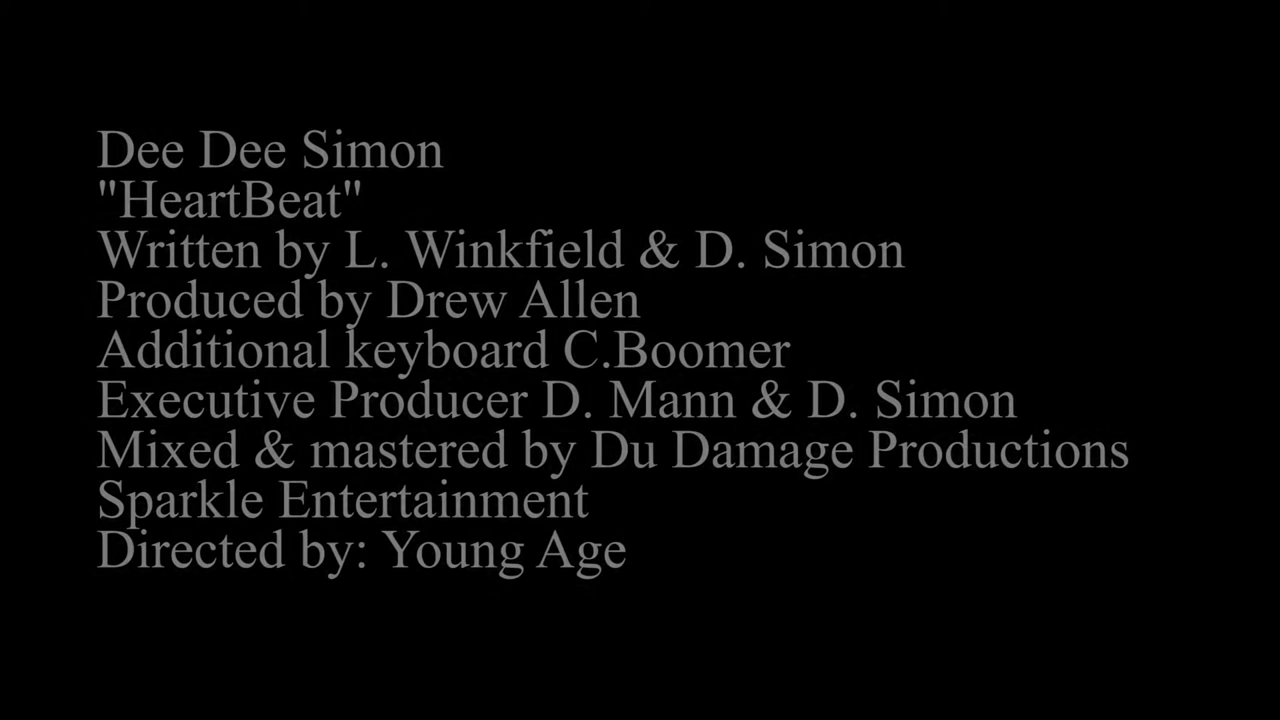 Dee Dee Simon
"HeartBeat"
Written by L. Winkfield & D. Simon
Produced by Drew Allen
Additional keyboard C.Boomer
Executive Producer D. Mann & D. Simon
Mixed & mastered by Du Damage Productions
Sparkle Entertainment
Directed by: Young Age